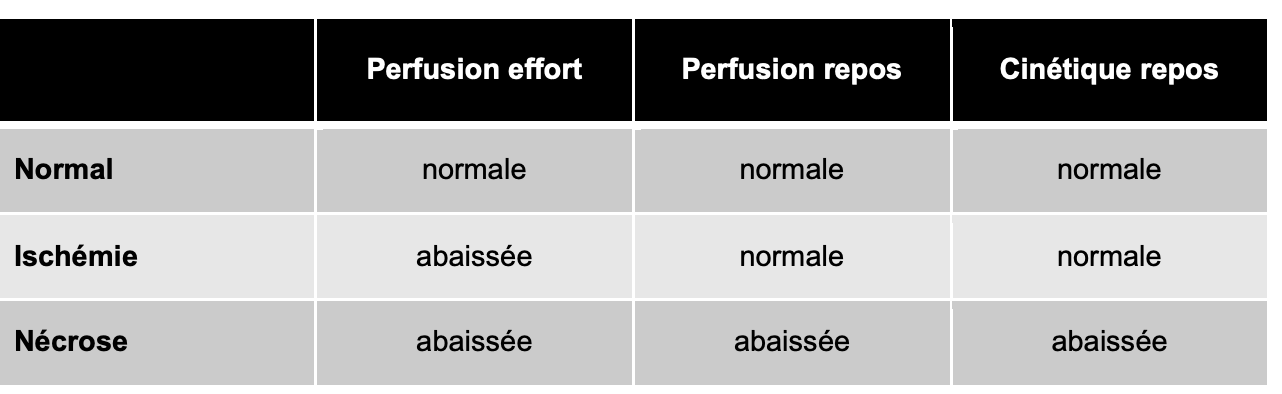 Perfusion effort Perfusion repos Cinétique repos
Normal normale normale normale
Ischémie abaissée normale normale
Nécrose abaissée abaissée abaissée